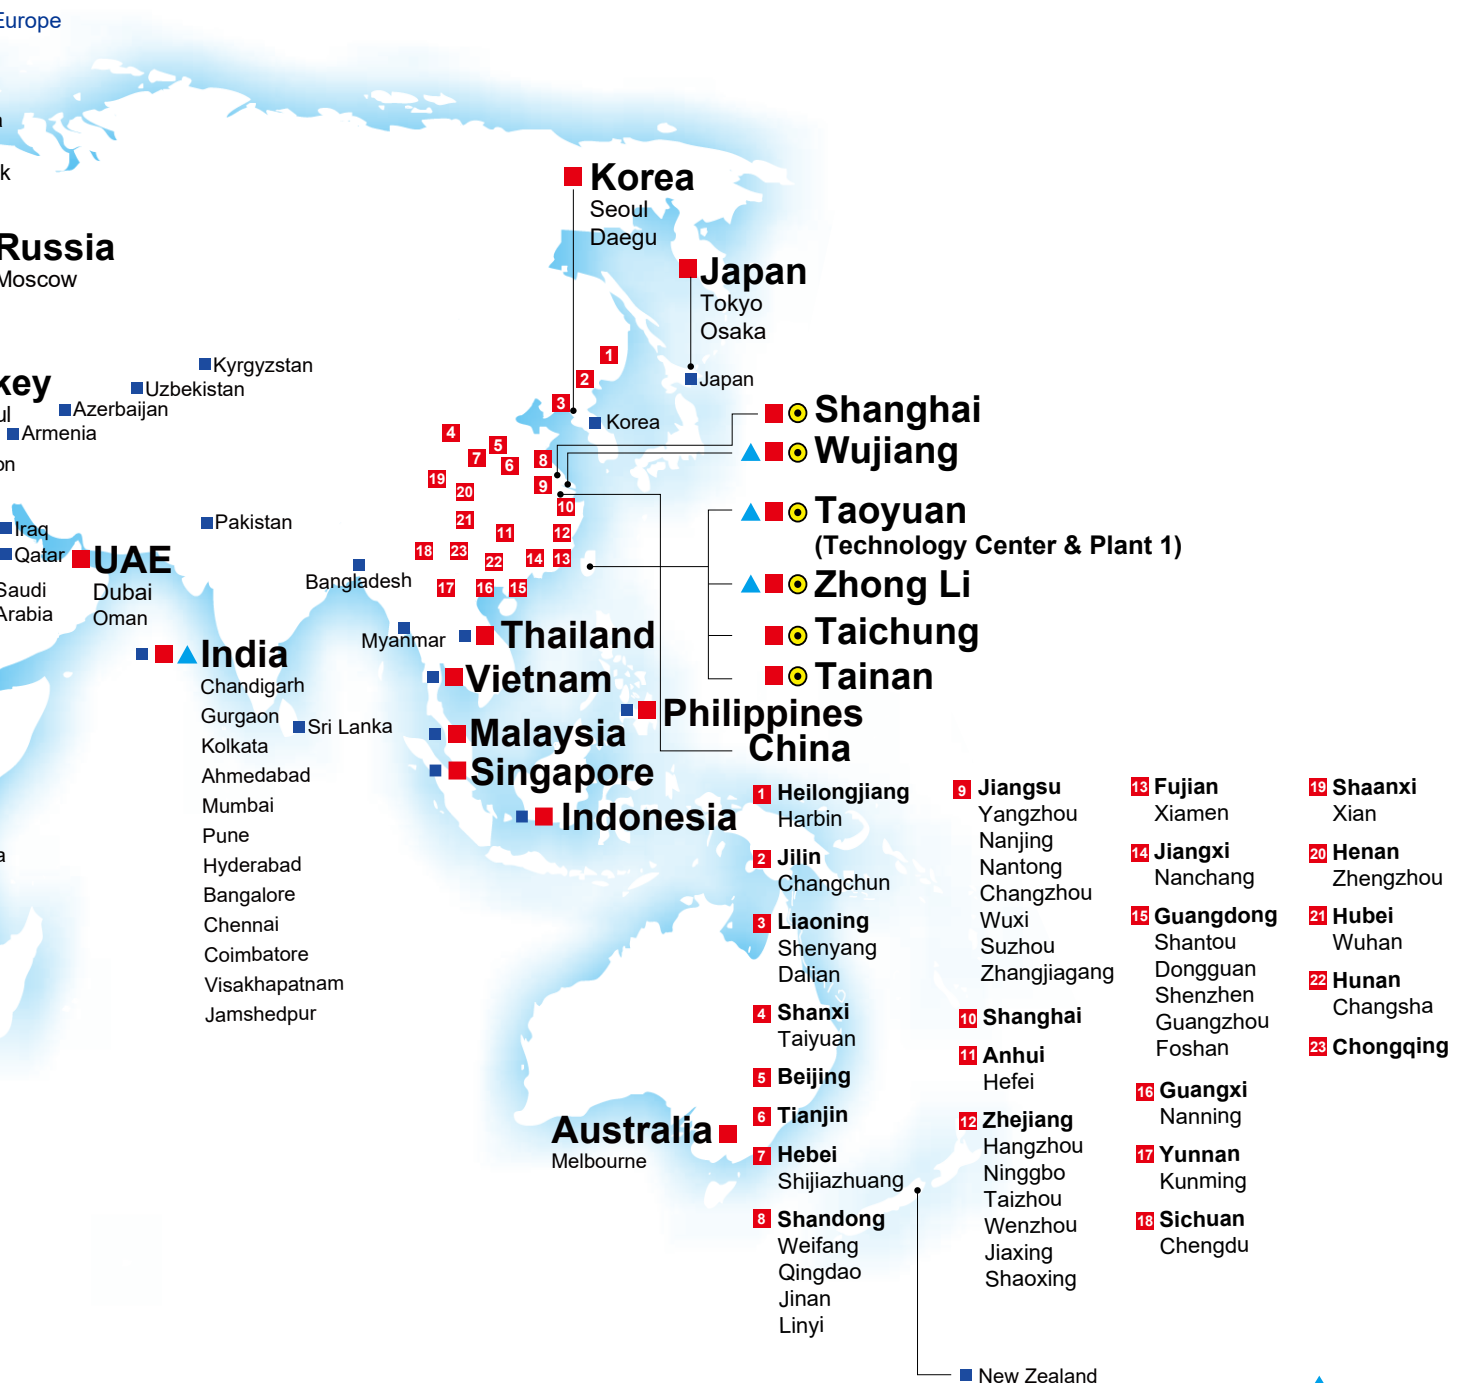 Europe
a
k
Russia
Moscow
key
ul
Armenia
Azerbaijan
Uzbekistan
Kyrgyzstan
on
Iraq
Qatar
Saudi
Arabia
UAE
Dubai
Oman
Pakistan
Bangladesh
Myanmar
India
Chandigarh
Gurgaon
Kolkata
Ahmedabad
Mumbai
Pune
Hyderabad
Bangalore
Chennai
Coimbatore
Visakhapatnam
Jamshedpur
Sri Lanka
a
Korea
Seoul
Daegu
Japan
Tokyo
Osaka
Japan
Korea
1
2
3
4
5
7
6
8
19
20
9
10
21
11
12
18
23
22
14
13
17
16
15
Shanghai
Wujiang
Taoyuan
(Technology Center & Plant 1)
Zhong Li
Taichung
Tainan
Thailand
Vietnam
Malaysia
Singapore
Indonesia
Philippines
China
1 Heilongjiang
Harbin
2 Jilin
Changchun
3 Liaoning
Shenyang
Dalian
4 Shanxi
Taiyuan
5 Beijing
6 Tianjin
7 Hebei
Shijiazhuang
8 Shandong
Weifang
Qingdao
Jinan
Linyi
9 Jiangsu
Yangzhou
Nanjing
Nantong
Changzhou
Wuxi
Suzhou
Zhangjiagang
10 Shanghai
11 Anhui
Hefei
12 Zhejiang
Hangzhou
Ninggbo
Taizhou
Wenzhou
Jiaxing
Shaoxing
13 Fujian
Xiamen
14 Jiangxi
Nanchang
15 Guangdong
Shantou
Dongguan
Shenzhen
Guangzhou
Foshan
16 Guangxi
Nanning
17 Yunnan
Kunming
18 Sichuan
Chengdu
19 Shaanxi
Xian
20 Henan
Zhengzhou
21 Hubei
Wuhan
22 Hunan
Changsha
23 Chongqing
Australia
Melbourne
New Zealand